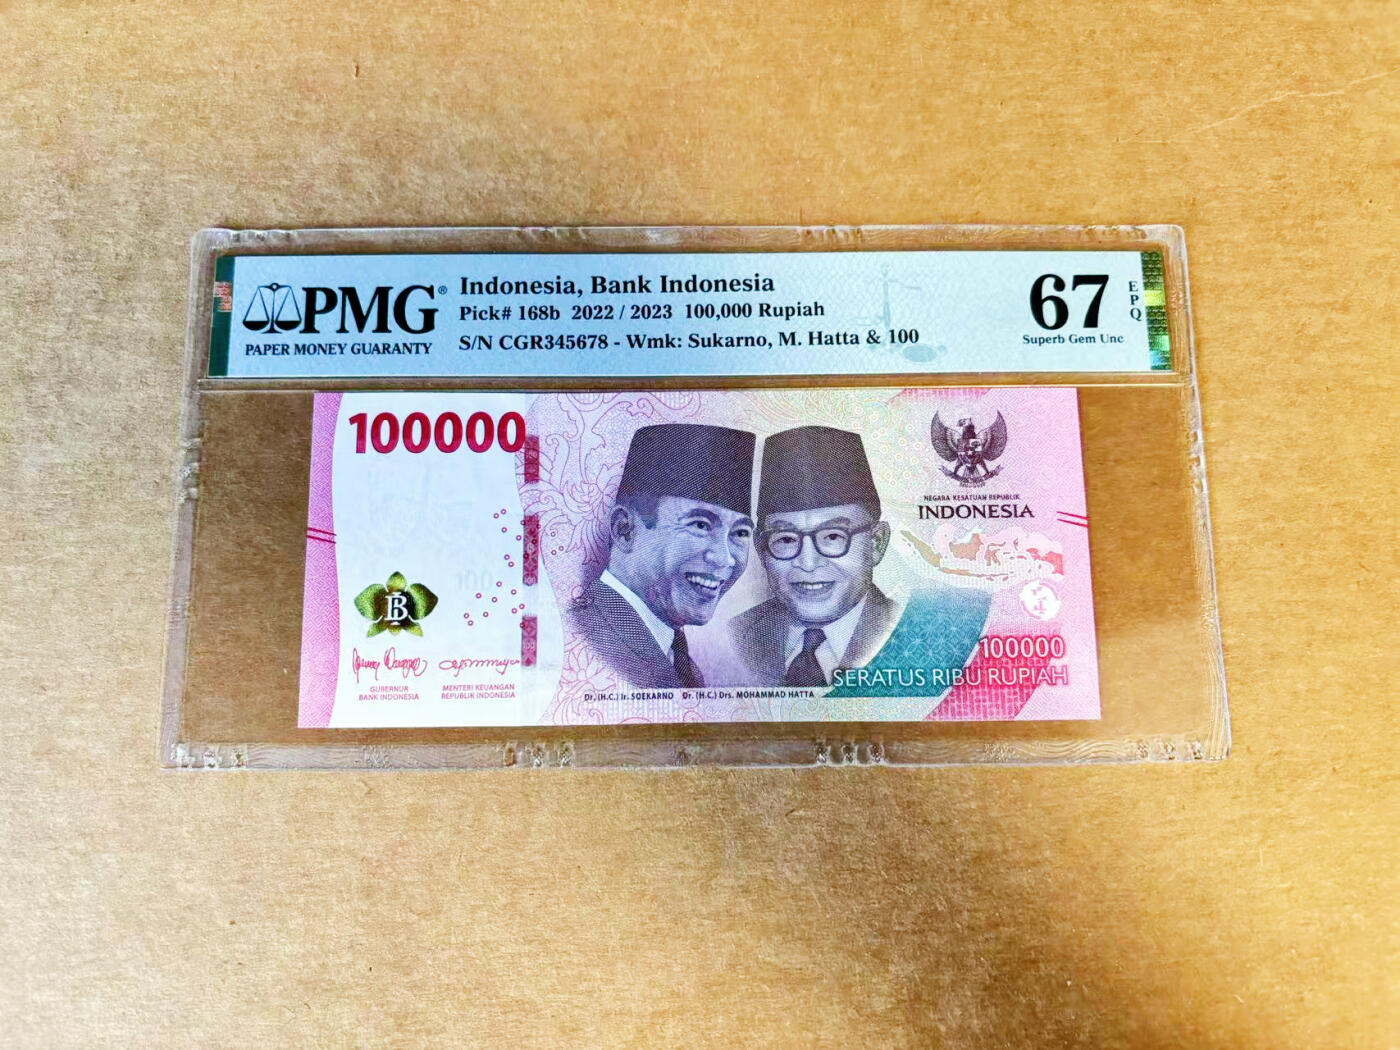 PMG®
PAPER MONEY GUARANTY
Indonesia, Bank Indonesia
Pick# 168b 2022 / 2023 100,000 Rupiah
S/N CGR345678 - Wmk: Sukarno, M. Hatta & 100
67
EPQ
Superb Gem Unc
100000
NEGARA KESATUAN REPUBLIK
INDONESIA
B
GUBERNUR
BANK INDONESIA
MENTERI KEUANGAN
REPUBLIK INDONESIA
Dr. (H.C.) Ir. SOEKARNO Dr. (H.C.) Drs. MOHAMMAD HATTA
100000
SERATUS RIBU RUPIAH